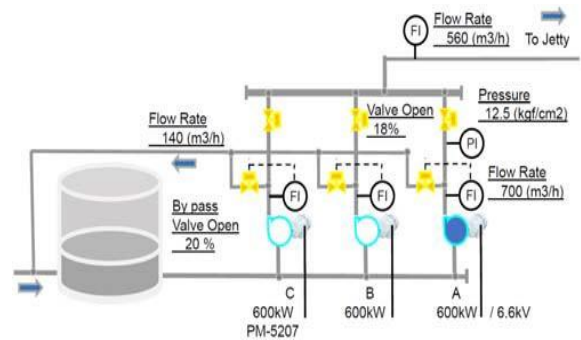 Flow Rate
FI
560 (m3/h)
To Jetty
Pressure
12.5 (kgf/cm2)
Valve Open
18%
Flow Rate
140 (m3/h)
PI
Flow Rate
700 (m3/h)
FI
FI
FI
By pass
Valve Open
20 %
C
B
A
600kW
600kW
600kW / 6.6kV
PM-5207